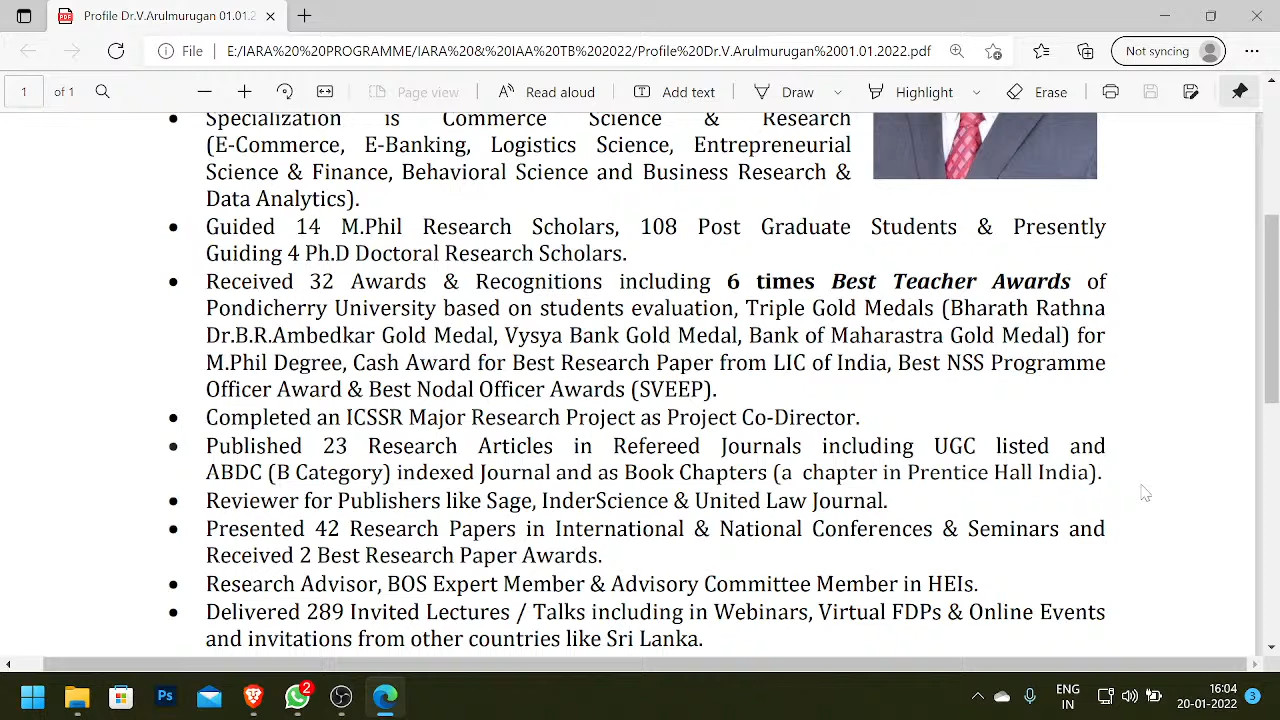 Profile Dr.V.Arulmurugan 01.01.2
File E:/IARA%20%20PROGRAMME/IARA %20&%20IAA%20TB%202022/Profile%20Dr.V.Arulmurugan%2001.01.2022.pdf Not syncing
1 of 1 Page view Read aloud Add text Draw Highlight Erase
Specialization is Commerce Science & Research
(E-Commerce, E-Banking, Logistics Science, Entrepreneurial
Science & Finance, Behavioral Science and Business Research &
Data Analytics).
• Guided 14 M.Phil Research Scholars, 108 Post Graduate Students & Presently
Guiding 4 Ph.D Doctoral Research Scholars.
• Received 32 Awards & Recognitions including 6 times Best Teacher Awards of
Pondicherry University based on students evaluation, Triple Gold Medals (Bharath Rathna
Dr.B.R.Ambedkar Gold Medal, Vysya Bank Gold Medal, Bank of Maharastra Gold Medal) for
M.Phil Degree, Cash Award for Best Research Paper from LIC of India, Best NSS Programme
Officer Award & Best Nodal Officer Awards (SVEEP).
• Completed an ICSSR Major Research Project as Project Co-Director.
• Published 23 Research Articles in Refereed Journals including UGC listed and
ABDC (B Category) indexed Journal and as Book Chapters (a chapter in Prentice Hall India).
• Reviewer for Publishers like Sage, InderScience & United Law Journal.
• Presented 42 Research Papers in International & National Conferences & Seminars and
Received 2 Best Research Paper Awards.
• Research Advisor, BOS Expert Member & Advisory Committee Member in HEIs.
• Delivered 289 Invited Lectures / Talks including in Webinars, Virtual FDPs & Online Events
and invitations from other countries like Sri Lanka.
Ps 2 ENG 16:04
IN 20-01-2022 3